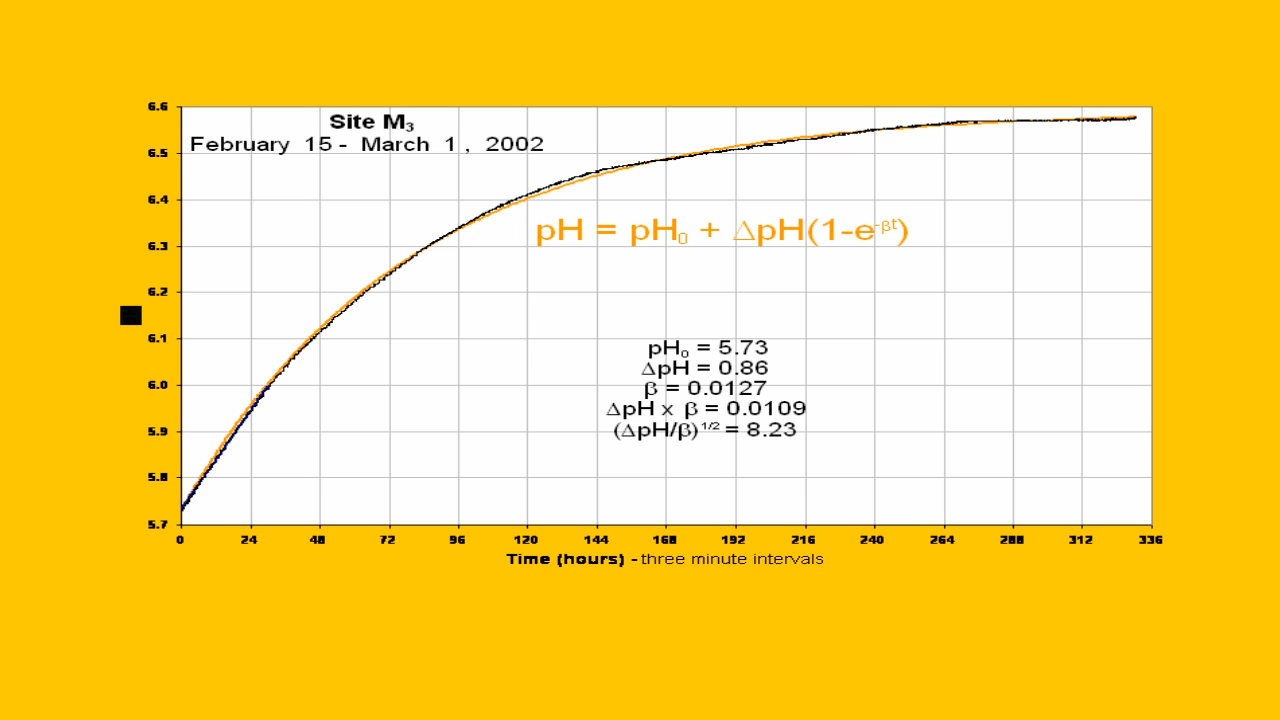 Site M₃
February 15 - March 1, 2002
pH = pH₀ + ΔpH(1-e^-βt)
pH₀ = 5.73
ΔpH = 0.86
β = 0.0127
ΔpH x β = 0.0109
(ΔpH/β)^1/2 = 8.23
6.6
6.5
6.4
6.3
6.2
6.1
6.0
5.9
5.8
5.7
0 24 48 72 96 120 144 168 192 216 240 264 288 312 336
Time (hours) - three minute intervals